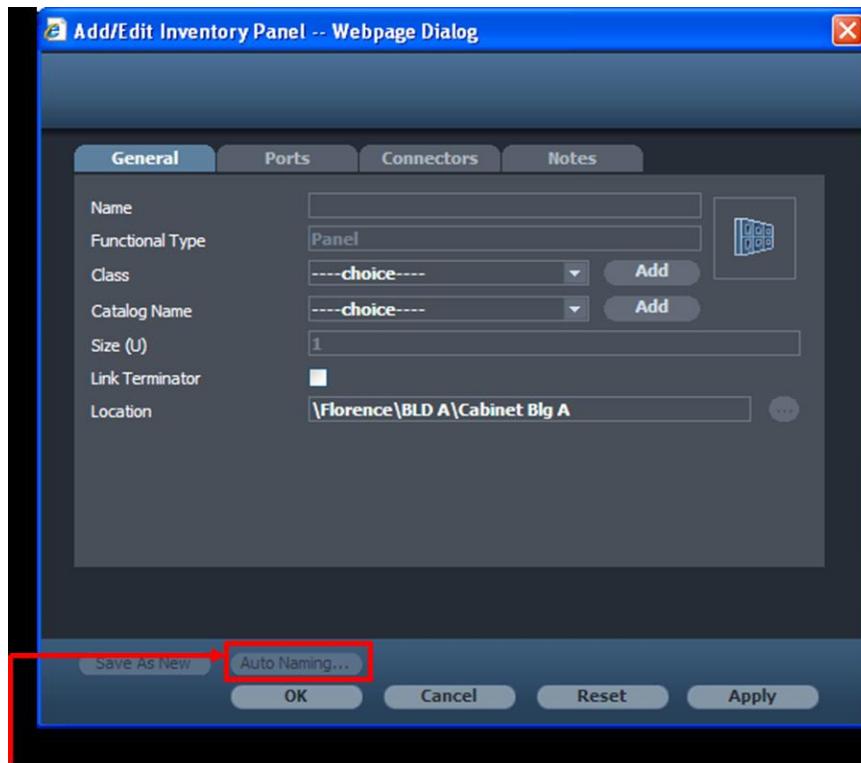 Add/Edit Inventory Panel -- Webpage Dialog
General Ports Connectors Notes
Name
Functional Type Panel
Class ----choice---- Add
Catalog Name ----choice---- Add
Size (U) 1
Link Terminator
Location \Florence\BLD A\Cabinet Blg A ...
Save As New Auto Naming...
OK Cancel Reset Apply